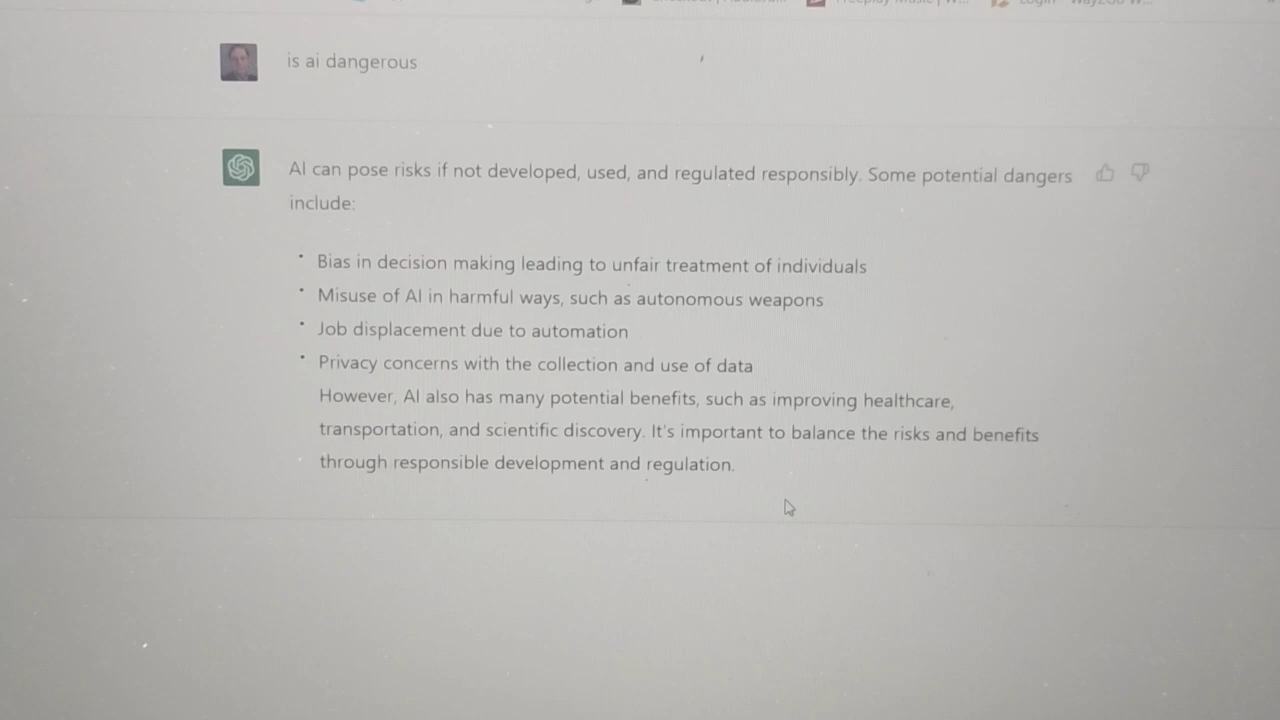 is ai dangerous
AI can pose risks if not developed, used, and regulated responsibly. Some potential dangers
include:
Bias in decision making leading to unfair treatment of individuals
Misuse of AI in harmful ways, such as autonomous weapons
Job displacement due to automation
Privacy concerns with the collection and use of data
However, AI also has many potential benefits, such as improving healthcare,
transportation, and scientific discovery. It's important to balance the risks and benefits
through responsible development and regulation.